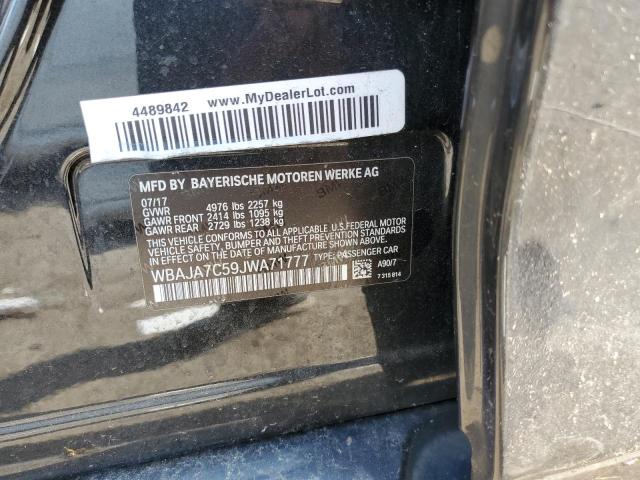 4489842 www.MyDealerLot.com
MFD BY BAYERISCHE MOTOREN WERKE AG
07/17
GVWR 4976 lbs 2257 kg
GAWR FRONT 2414 lbs 1095 kg
GAWR REAR 2729 lbs 1238 kg
THIS VEHICLE CONFORMS TO ALL APPLICABLE U.S.FEDERAL MOTOR
VEHICLE SAFETY, BUMPER AND THEFT PREVENTION STANDARDS
IN EFFECT ON THE DATE OF MANUFACTURE SHOWN ABOVE.
WBAJA7C59JWA71777 TYPE: PASSENGER CAR
A90/7
7 315 814